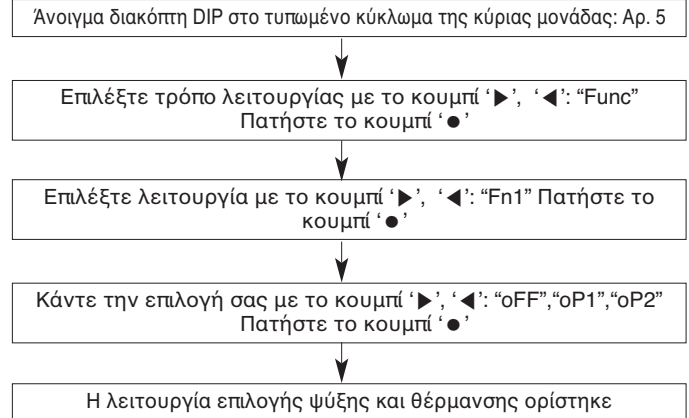 Άνοιγμα διακόπτη DIP στο τυπωμένο κύκλωμα της κύριας μονάδας: Αρ. 5
Επιλέξτε τρόπο λειτουργίας με το κουμπί ‘▶’, ‘◀’: “Func”
Πατήστε το κουμπί ‘●’
Επιλέξτε λειτουργία με το κουμπί ‘▶’, ‘◀’: “Fn1” Πατήστε το
κουμπί ‘●’
Κάντε την επιλογή σας με το κουμπί ‘▶’, ‘◀’: “oFF”,“oP1”,“oP2”
Πατήστε το κουμπί ‘●’
Η λειτουργία επιλογής ψύξης και θέρμανσης ορίστηκε